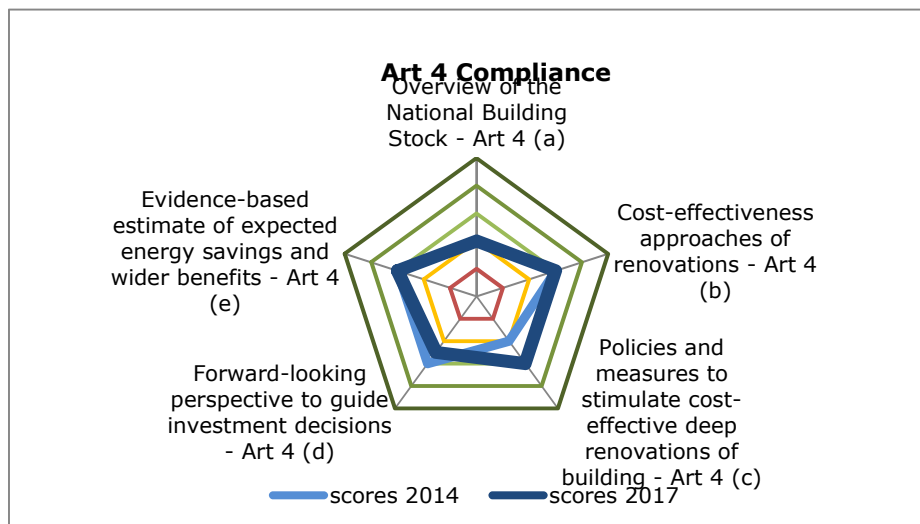 Art 4 Compliance
Overview of the
National Building
Stock - Art 4 (a)
Cost-effectiveness
approaches of
renovations - Art 4
(b)
Policies and
measures to
stimulate cost-
effective deep
renovations of
building - Art 4 (c)
Forward-looking
perspective to guide
investment decisions
- Art 4 (d)
Evidence-based
estimate of expected
energy savings and
wider benefits - Art 4
(e)
scores 2014
scores 2017